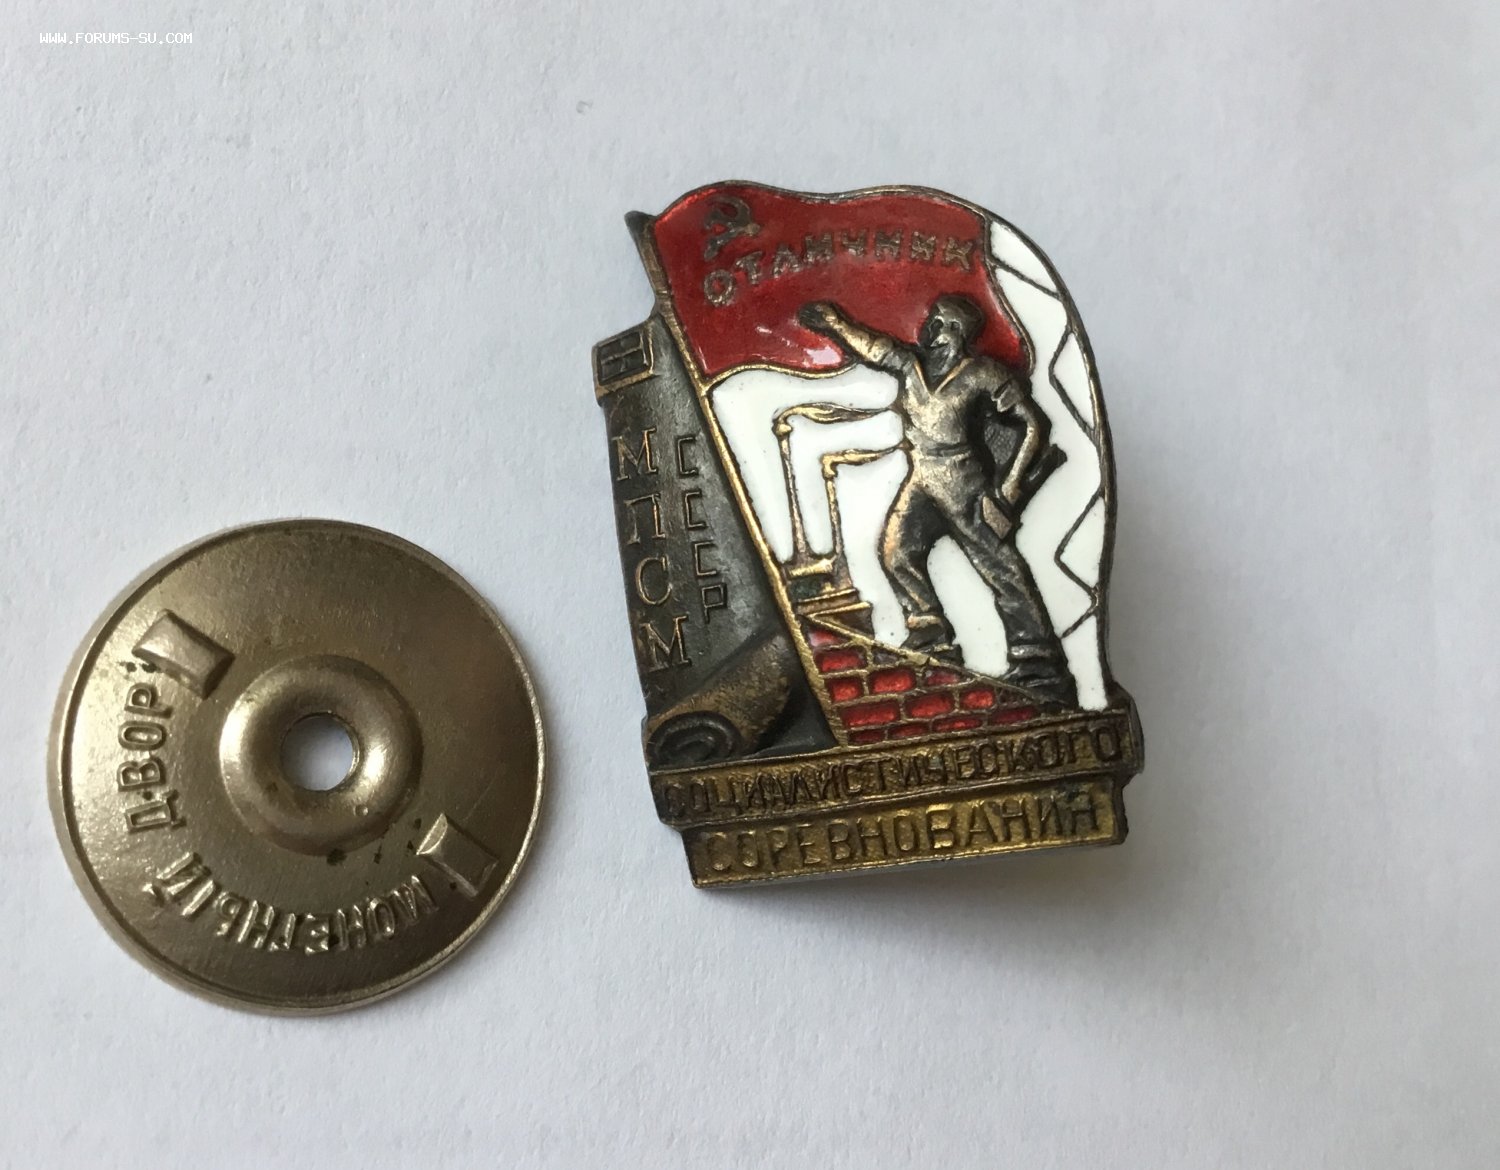 WWW.FORUMS-SU.COM
ОТЛИЧНИК
МПСМ
СССР
СОЦИАЛИСТИЧЕСКОГО
СОРЕВНОВАНИЯ
МОНЕТНЫЙ ДВОР